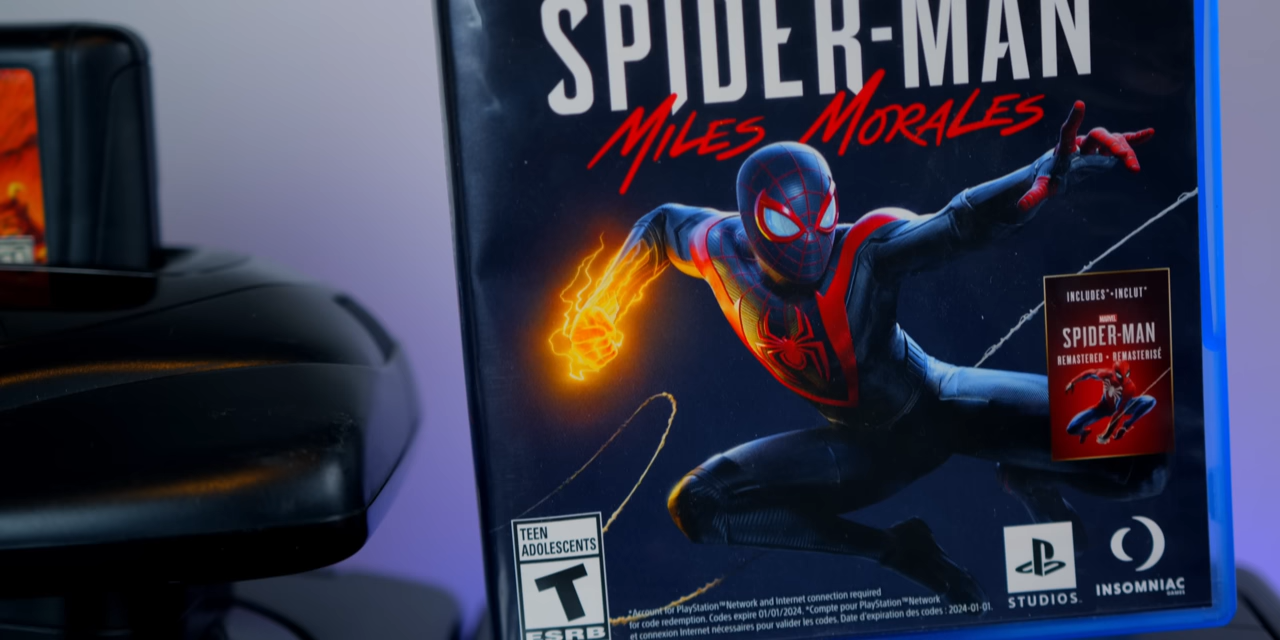 SPIDER-MAN
MILES MORALES
INCLUDES*•INCLUT*
MARVEL
SPIDER-MAN
REMASTERED • REMASTERISÉ
TEEN
ADOLESCENTS
T
ESRB
*Account for PlayStation™Network and Internet connection required
for code redemption. Codes expire 01/01/2024. *Compte pour PlayStation™Network
et connexion Internet nécessaires pour valider les codes. Date d'expiration des codes : 2024-01-01.
STUDIOS
INSOMNIAC
GAMES